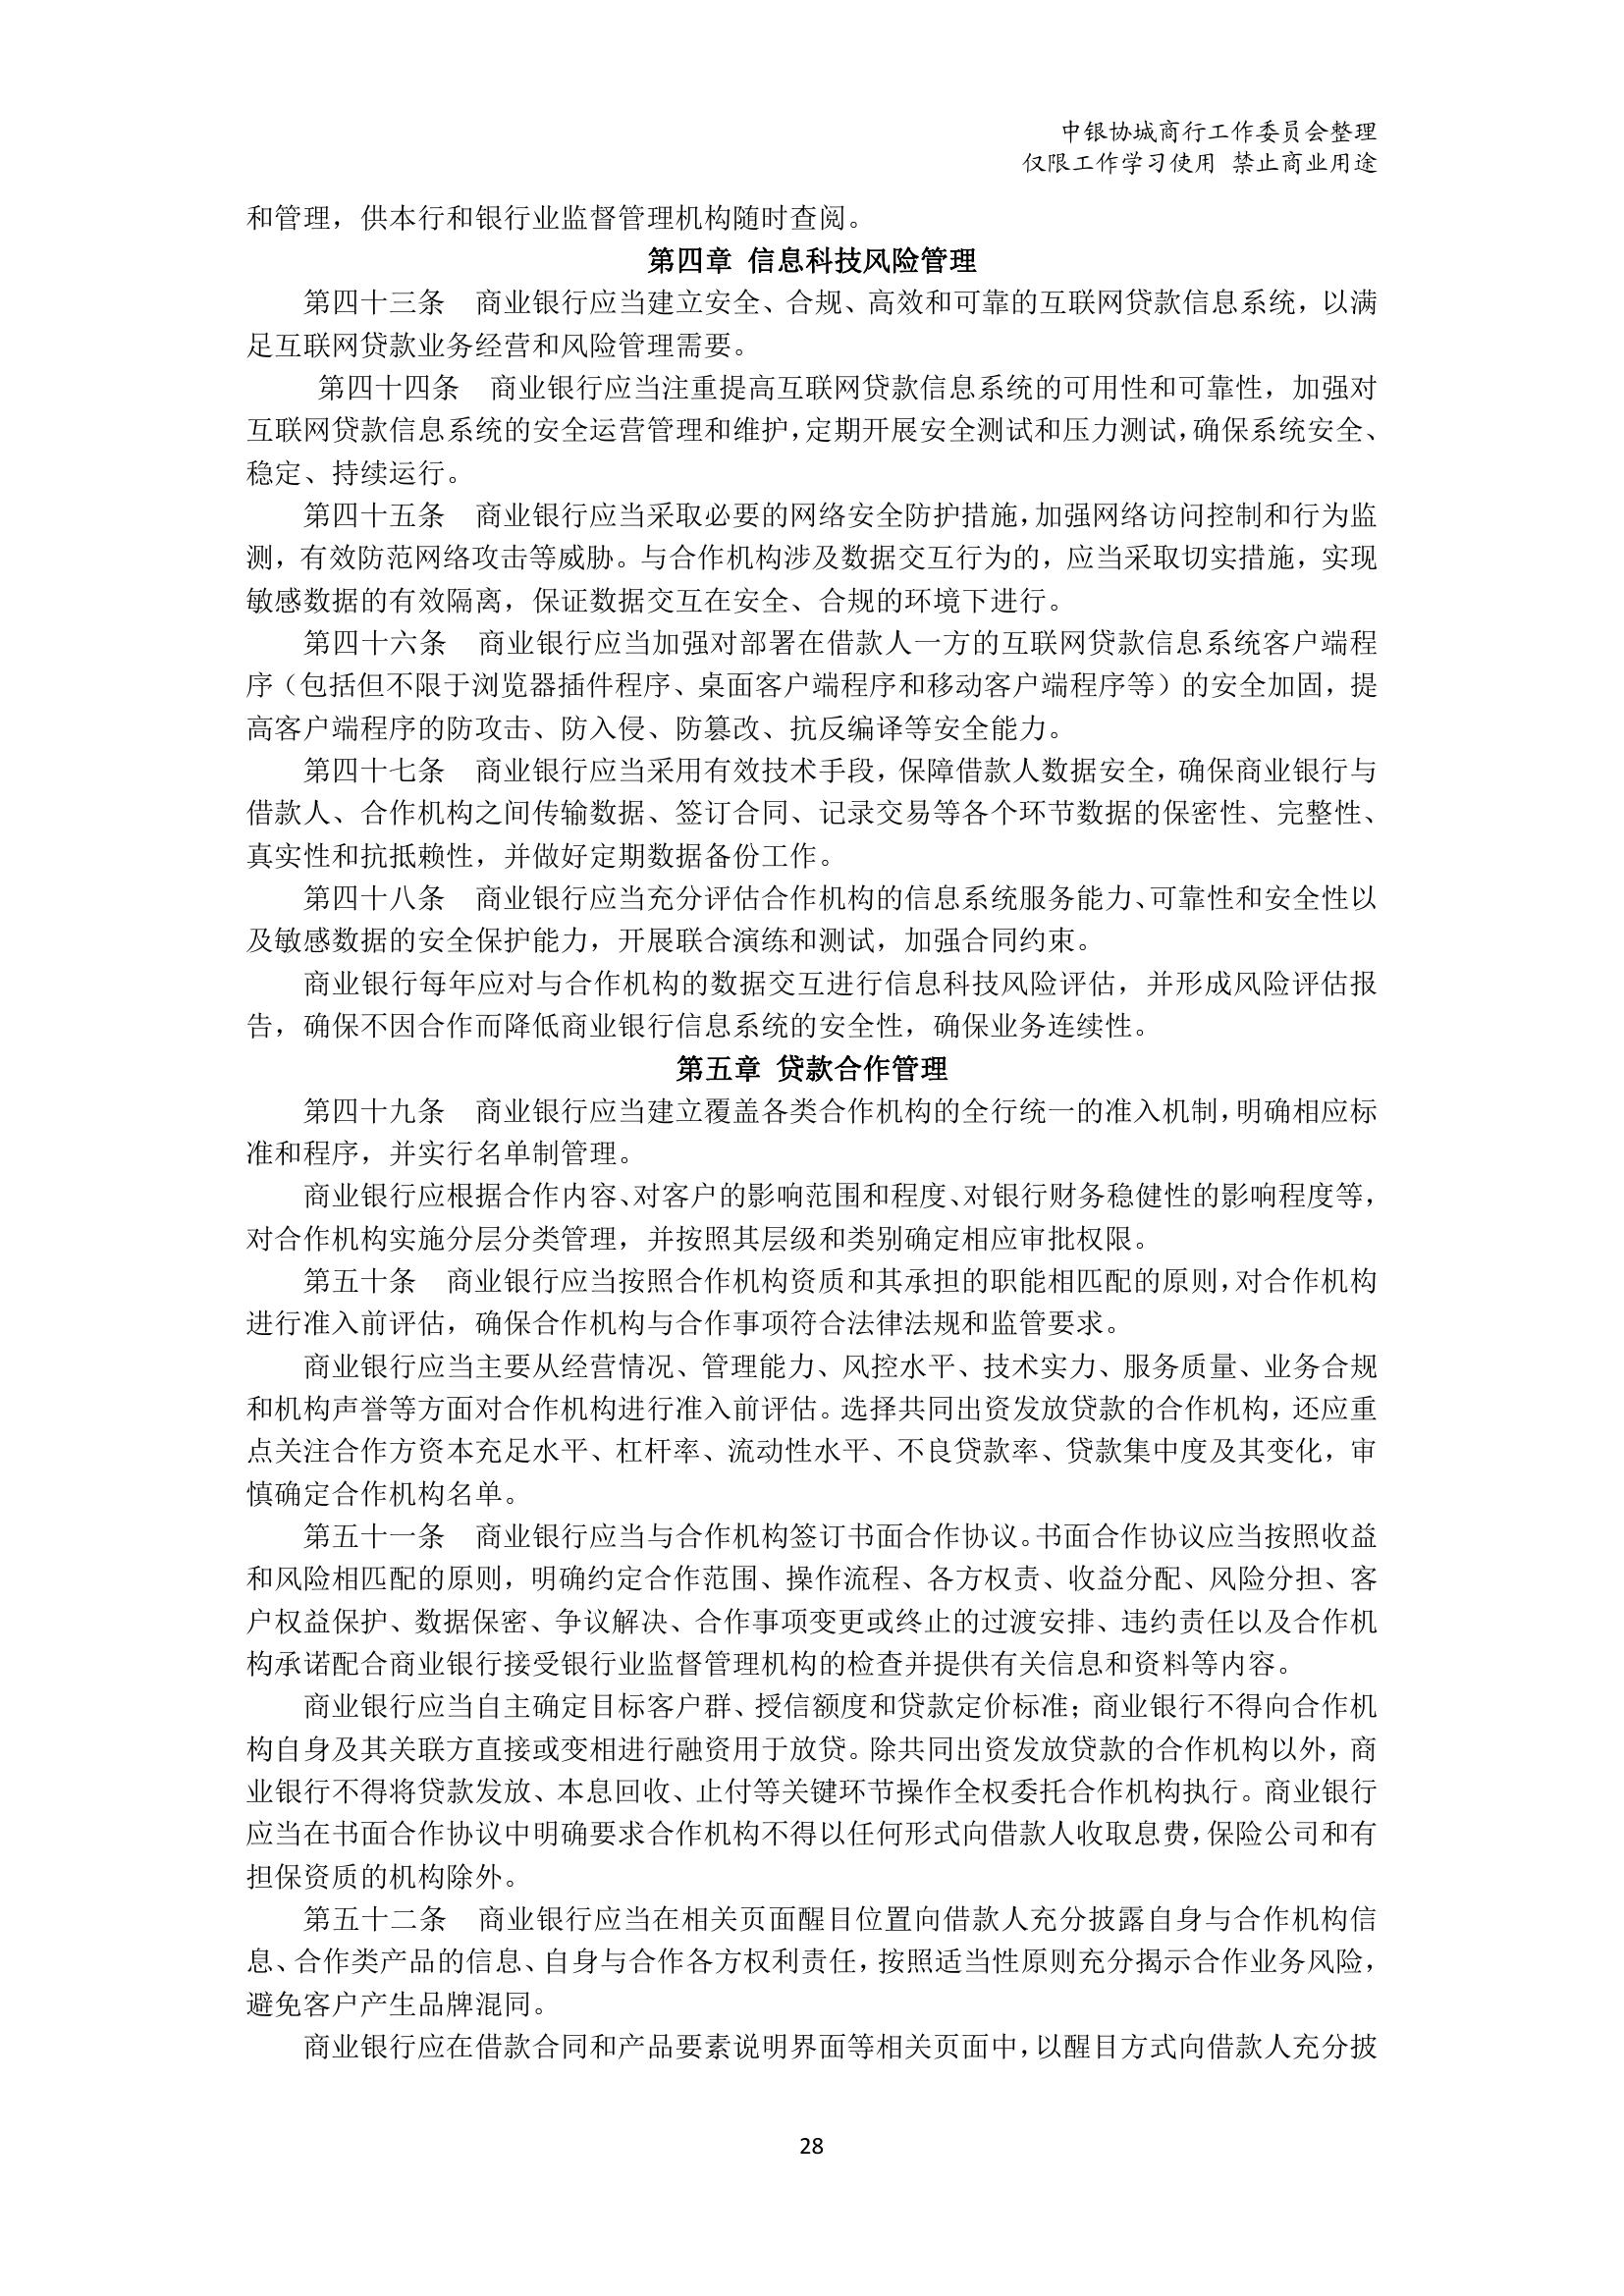 中银协城商行工作委员会整理
仅限工作学习使用 禁止商业用途
和管理，供本行和银行业监督管理机构随时查阅。
第四章 信息科技风险管理
第四十三条　商业银行应当建立安全、合规、高效和可靠的互联网贷款信息系统，以满
足互联网贷款业务经营和风险管理需要。
第四十四条　商业银行应当注重提高互联网贷款信息系统的可用性和可靠性，加强对
互联网贷款信息系统的安全运营管理和维护，定期开展安全测试和压力测试，确保系统安全、
稳定、持续运行。
第四十五条　商业银行应当采取必要的网络安全防护措施，加强网络访问控制和行为监
测，有效防范网络攻击等威胁。与合作机构涉及数据交互行为的，应当采取切实措施，实现
敏感数据的有效隔离，保证数据交互在安全、合规的环境下进行。
第四十六条　商业银行应当加强对部署在借款人一方的互联网贷款信息系统客户端程
序（包括但不限于浏览器插件程序、桌面客户端程序和移动客户端程序等）的安全加固，提
高客户端程序的防攻击、防入侵、防篡改、抗反编译等安全能力。
第四十七条　商业银行应当采用有效技术手段，保障借款人数据安全，确保商业银行与
借款人、合作机构之间传输数据、签订合同、记录交易等各个环节数据的保密性、完整性、
真实性和抗抵赖性，并做好定期数据备份工作。
第四十八条　商业银行应当充分评估合作机构的信息系统服务能力、可靠性和安全性以
及敏感数据的安全保护能力，开展联合演练和测试，加强合同约束。
商业银行每年应对与合作机构的数据交互进行信息科技风险评估，并形成风险评估报
告，确保不因合作而降低商业银行信息系统的安全性，确保业务连续性。
第五章 贷款合作管理
第四十九条　商业银行应当建立覆盖各类合作机构的全行统一的准入机制，明确相应标
准和程序，并实行名单制管理。
商业银行应根据合作内容、对客户的影响范围和程度、对银行财务稳健性的影响程度等，
对合作机构实施分层分类管理，并按照其层级和类别确定相应审批权限。
第五十条　商业银行应当按照合作机构资质和其承担的职能相匹配的原则，对合作机构
进行准入前评估，确保合作机构与合作事项符合法律法规和监管要求。
商业银行应当主要从经营情况、管理能力、风控水平、技术实力、服务质量、业务合规
和机构声誉等方面对合作机构进行准入前评估。选择共同出资发放贷款的合作机构，还应重
点关注合作方资本充足水平、杠杆率、流动性水平、不良贷款率、贷款集中度及其变化，审
慎确定合作机构名单。
第五十一条　商业银行应当与合作机构签订书面合作协议。书面合作协议应当按照收益
和风险相匹配的原则，明确约定合作范围、操作流程、各方权责、收益分配、风险分担、客
户权益保护、数据保密、争议解决、合作事项变更或终止的过渡安排、违约责任以及合作机
构承诺配合商业银行接受银行业监督管理机构的检查并提供有关信息和资料等内容。
商业银行应当自主确定目标客户群、授信额度和贷款定价标准；商业银行不得向合作机
构自身及其关联方直接或变相进行融资用于放贷。除共同出资发放贷款的合作机构以外，商
业银行不得将贷款发放、本息回收、止付等关键环节操作全权委托合作机构执行。商业银行
应当在书面合作协议中明确要求合作机构不得以任何形式向借款人收取息费，保险公司和有
担保资质的机构除外。
第五十二条　商业银行应当在相关页面醒目位置向借款人充分披露自身与合作机构信
息、合作类产品的信息、自身与合作各方权利责任，按照适当性原则充分揭示合作业务风险，
避免客户产生品牌混同。
商业银行应在借款合同和产品要素说明界面等相关页面中，以醒目方式向借款人充分披
28